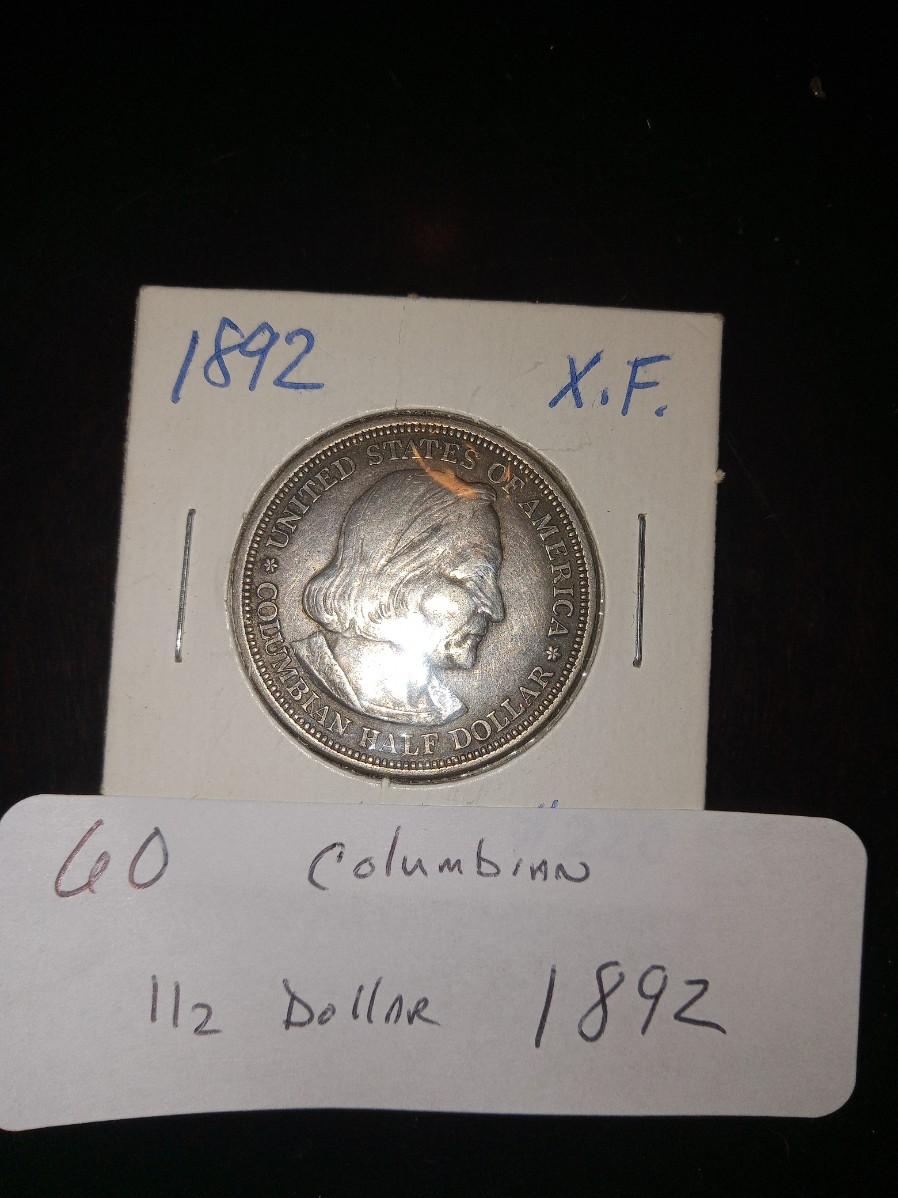 1892 X.F.
UNITED STATES OF AMERICA
COLUMBIAN HALF DOLLAR
60 Columbian
1/2 Dollar 1892